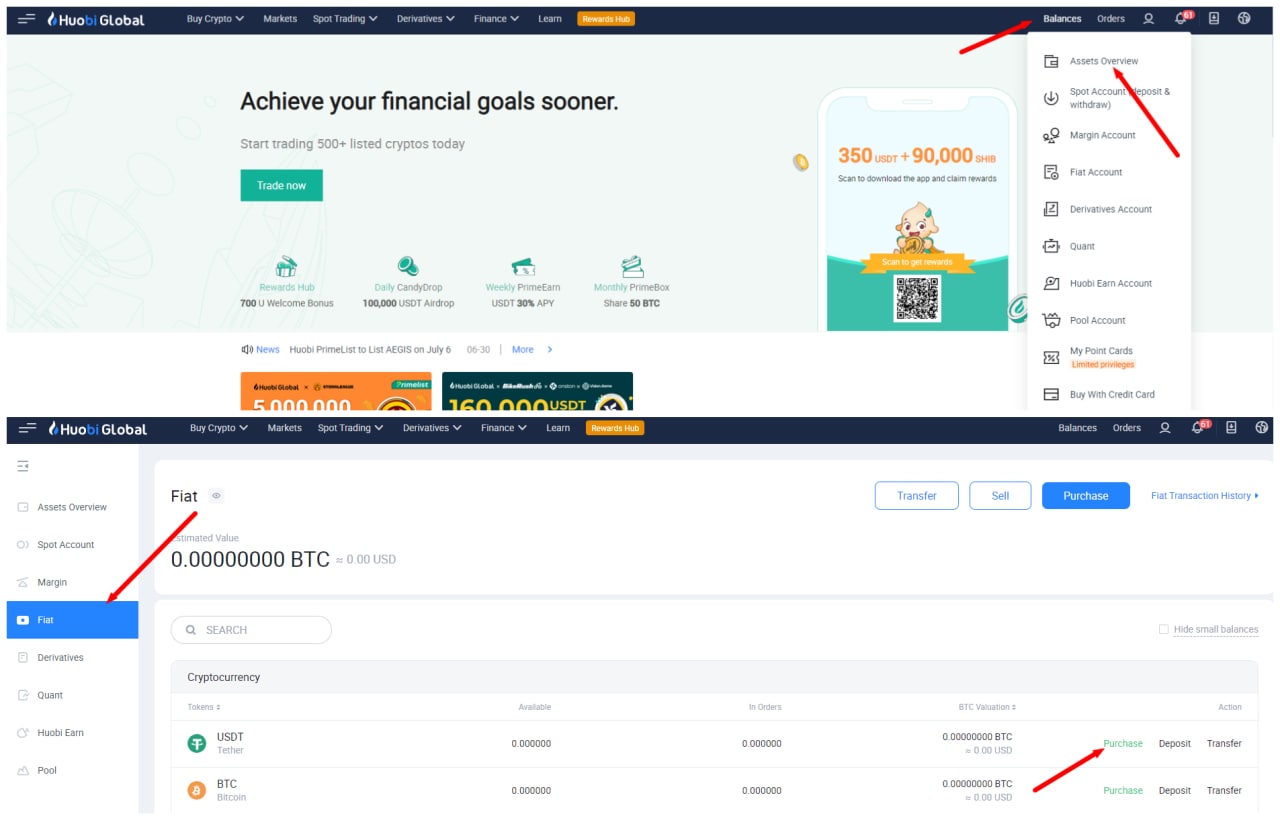 Huobi Global Buy Crypto Markets Spot Trading Derivatives Finance Learn Rewards Hub Balances Orders 61
Achieve your financial goals sooner.
Start trading 500+ listed cryptos today
Trade now
350 USDT + 90,000 SHIB
Scan to download the app and claim rewards
Scan to get rewards
Rewards Hub
700 U Welcome Bonus
Daily CandyDrop
100,000 USDT Airdrop
Weekly PrimeEarn
USDT 30% APY
Monthly PrimeBox
Share 50 BTC
Assets Overview
Spot Account (deposit &
withdraw)
Margin Account
Fiat Account
Derivatives Account
Quant
Huobi Earn Account
Pool Account
My Point Cards
Limited privileges
Buy With Credit Card
News Huobi PrimeList to List AEGIS on July 6 06-30 | More
Huobi Global x Primelist
5,000,000
Huobi Global x BikeRush x
160,000 USDT
Huobi Global Buy Crypto Markets Spot Trading Derivatives Finance Learn Rewards Hub Balances Orders 61
Assets Overview
Spot Account
Margin
Fiat
Derivatives
Quant
Huobi Earn
Pool
Fiat Transfer Sell Purchase Fiat Transaction History
Estimated Value
0.00000000 BTC ≈ 0.00 USD
SEARCH Hide small balances
Cryptocurrency
Tokens Available In Orders BTC Valuation Action
USDT 0.000000 0.000000 0.00000000 BTC Purchase Deposit Transfer
Tether ≈ 0.00 USD
BTC 0.000000 0.000000 0.00000000 BTC Purchase Deposit Transfer
Bitcoin ≈ 0.00 USD